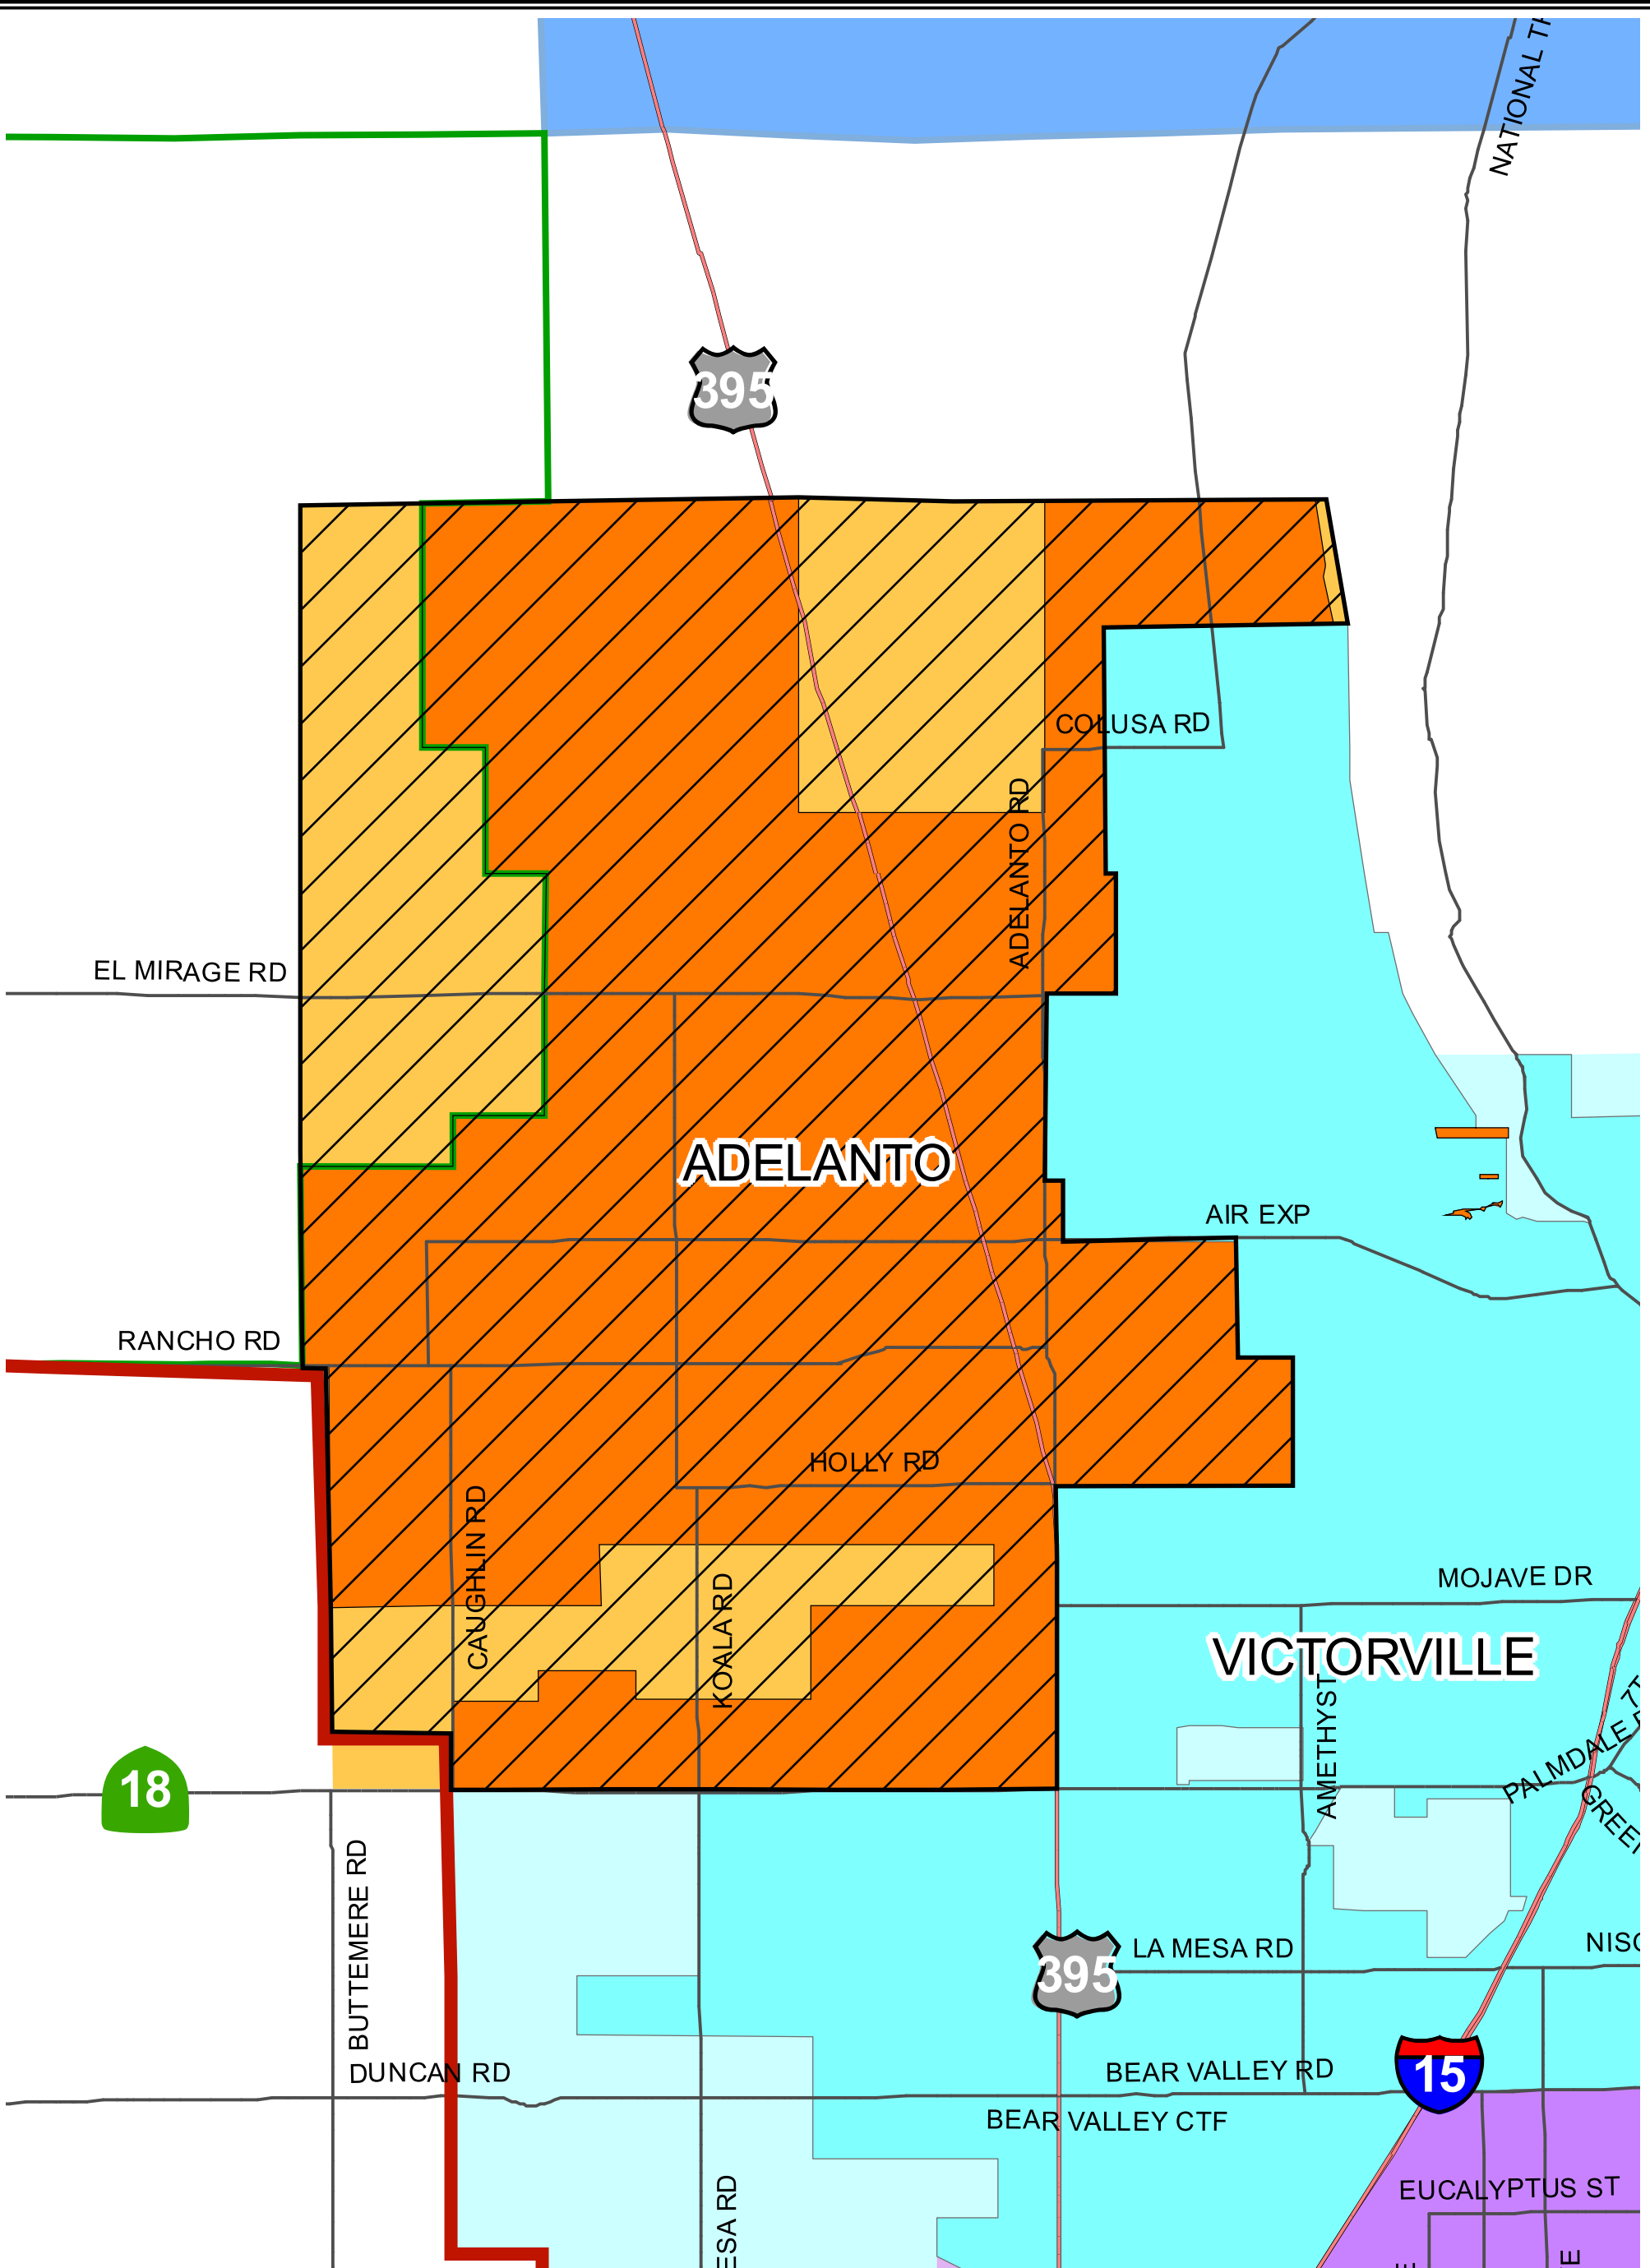 NATIONAL
395
COLUSA RD
ADELANTO RD
EL MIRAGE RD
ADELANTO
AIR EXP
RANCHO RD
HOLLY RD
CAUGHLIN RD
KOALA RD
MOJAVE DR
VICTORVILLE
AMETHYST
PALMDALE
18
BUTTEMERE RD
395
LA MESA RD
DUNCAN RD
BEAR VALLEY RD
15
BEAR VALLEY CTF
EUCALYPTUS ST